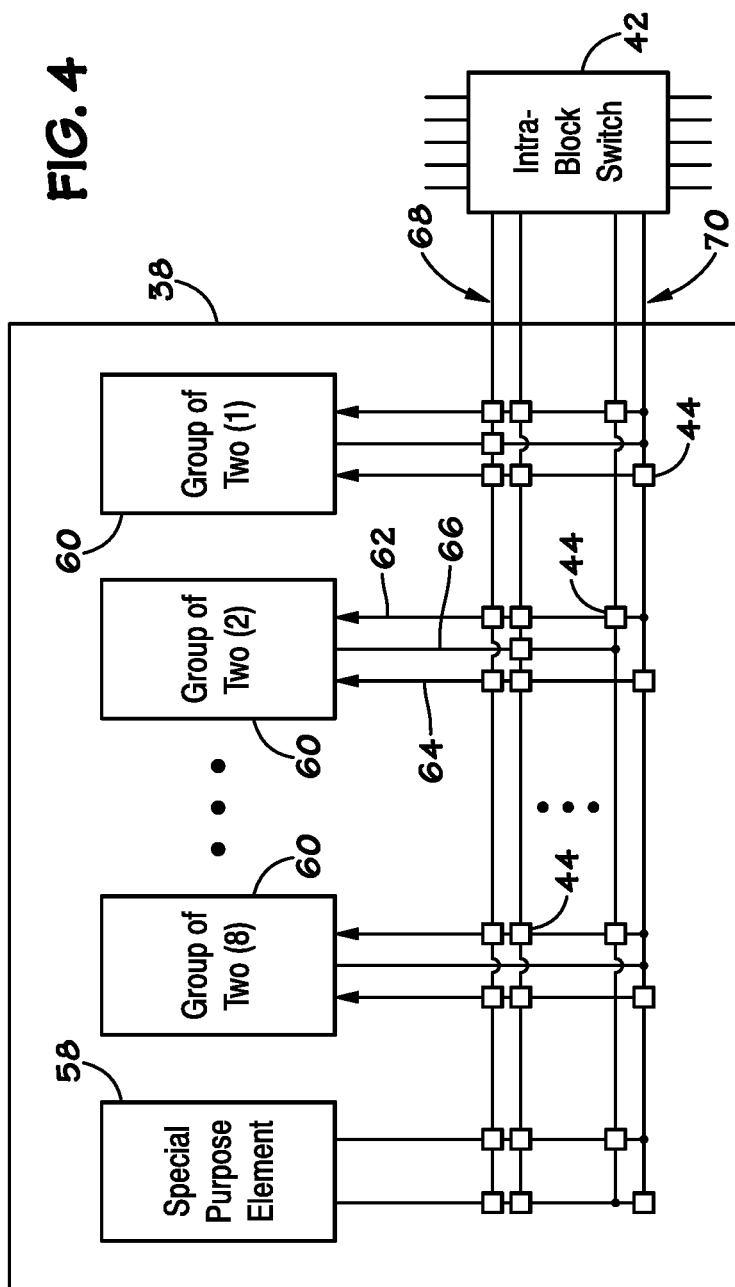 FIG. 4
38
Group of
Two (1)
60
Group of
Two (2)
60
Group of
Two (8)
60
Special
Purpose
Element
58
62
66
64
44
44
44
68
70
Intra-
Block
Switch
42